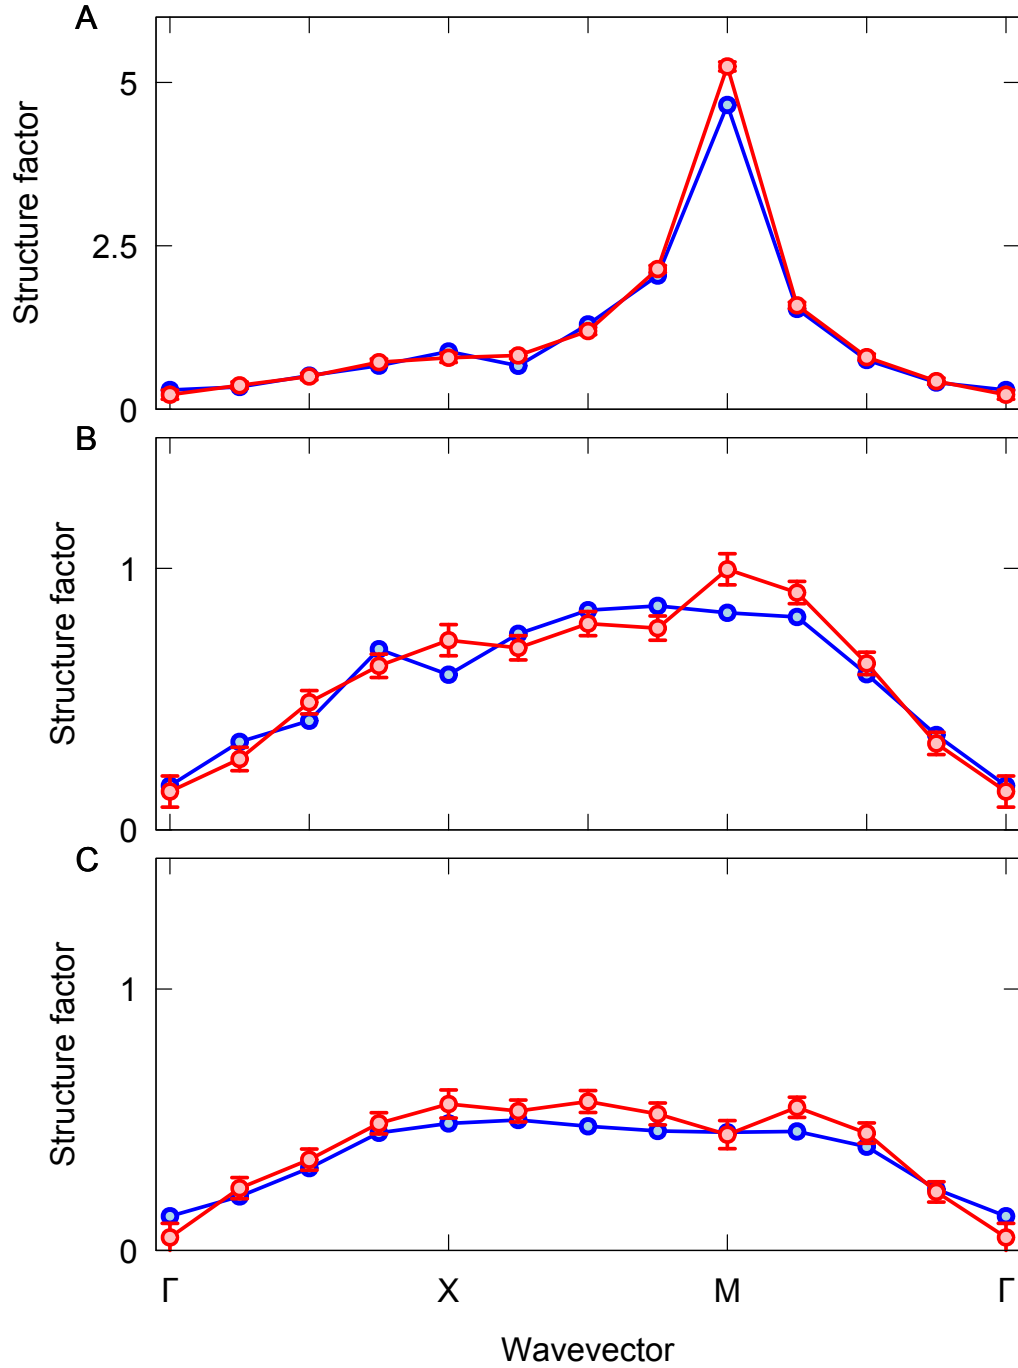 A
5
2.5
0
Structure factor
B
1
0
Structure factor
C
1
0
Structure factor
Γ X M Γ
Wavevector